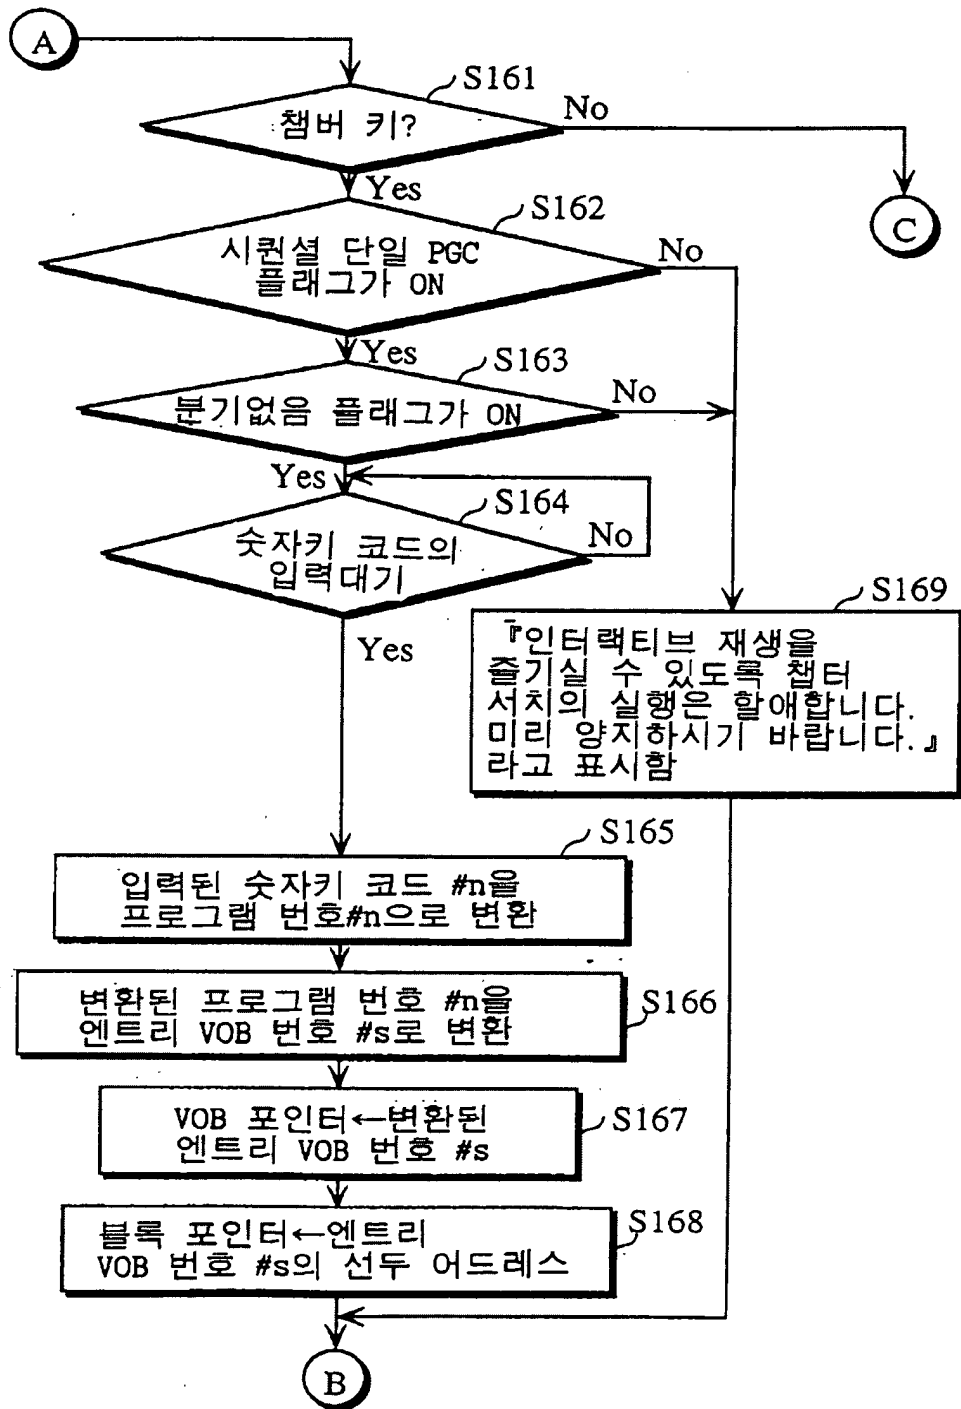 A
S161
챔버 키?
No
Yes
C
S162
시퀀셜 단일 PGC
플래그가 ON
No
Yes
S163
분기없음 플래그가 ON
No
Yes
S164
숫자키 코드의
입력대기
No
Yes
S169
『인터랙티브 재생을
즐기실 수 있도록 챕터
서치의 실행은 할애합니다.
미리 양지하시기 바랍니다.』
라고 표시함
S165
입력된 숫자키 코드 #n을
프로그램 번호#n으로 변환
변환된 프로그램 번호 #n을
엔트리 VOB 번호 #s로 변환
S166
VOB 포인터←변환된
엔트리 VOB 번호 #s
S167
블록 포인터←엔트리
VOB 번호 #s의 선두 어드레스
S168
B